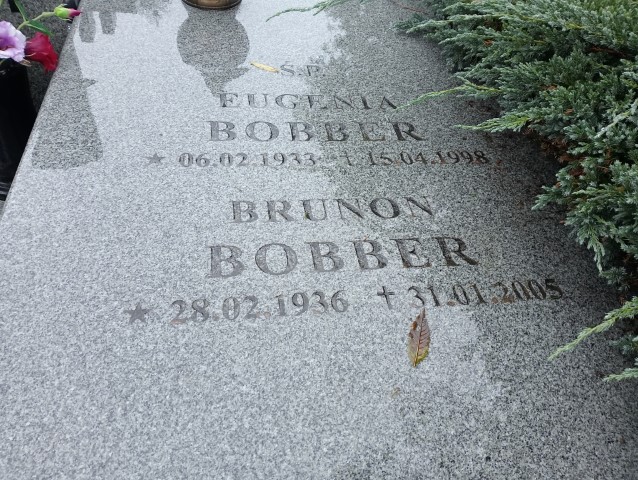 Ś.P.
EUGENIA
BOBBER
★ 06.02.1933 † 15.04.1998
BRUNON
BOBBER
★ 28.02.1936 † 31.01.2005